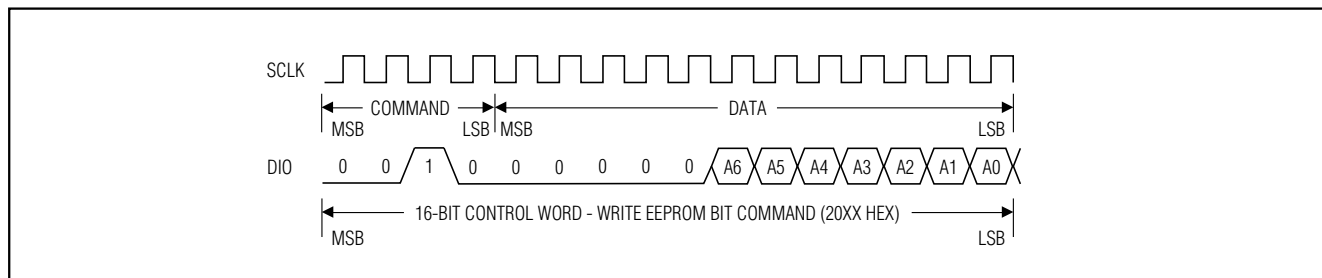 SCLK
COMMAND DATA
MSB LSB MSB LSB
DIO 0 0 1 0 0 0 0 0 0 A6 A5 A4 A3 A2 A1 A0
16-BIT CONTROL WORD - WRITE EEPROM BIT COMMAND (20XX HEX)
MSB LSB